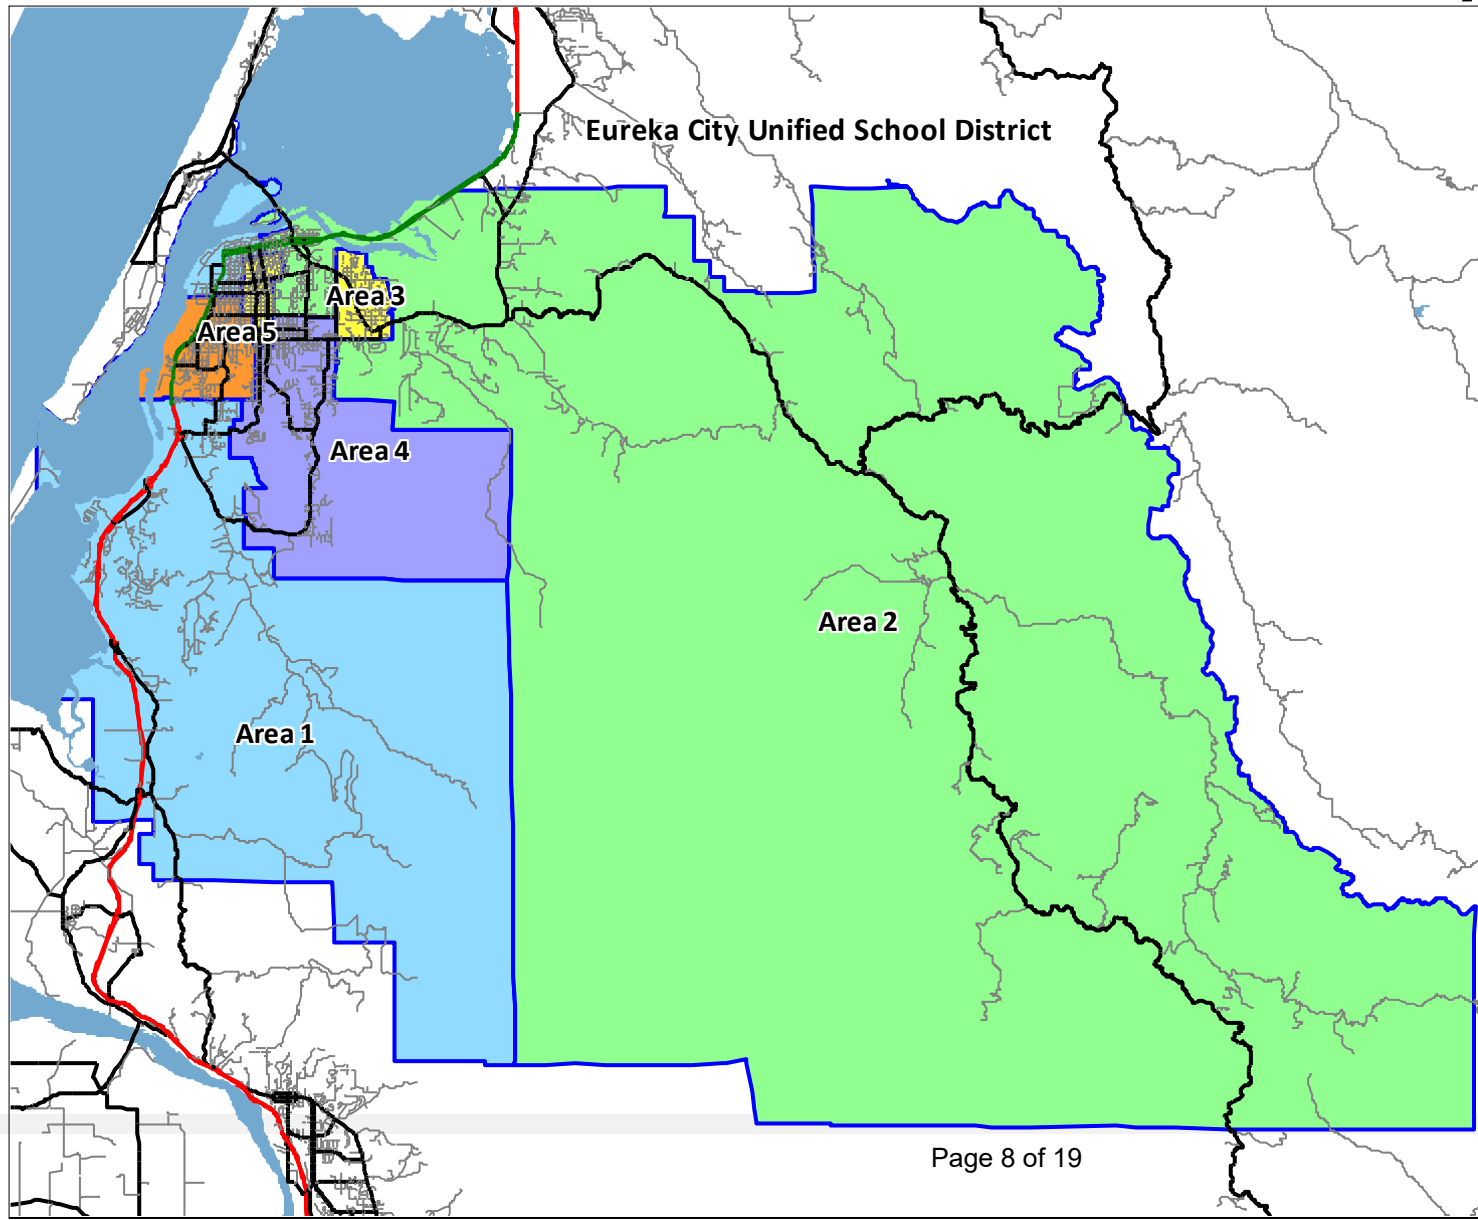 Eureka City Unified School District
Area 3
Area 5
Area 4
Area 2
Area 1
Page 8 of 19